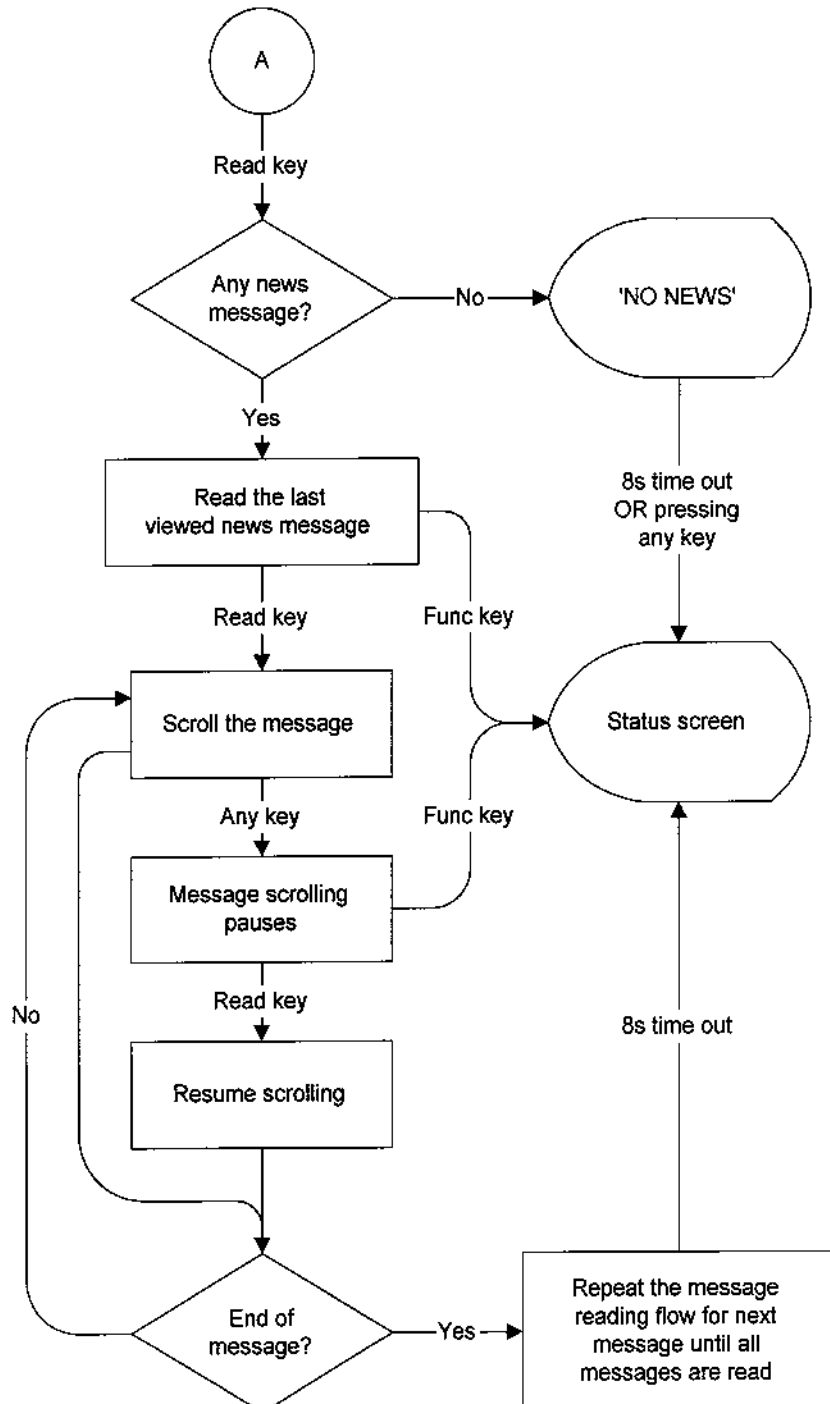 A
Read key
Any news
message?
No
'NO NEWS'
Yes
8s time out
OR pressing
any key
Read the last
viewed news message
Read key
Func key
Scroll the message
Status screen
Any key
Func key
Message scrolling
pauses
No
Read key
8s time out
Resume scrolling
End of
message?
Yes
Repeat the message
reading flow for next
message until all
messages are read